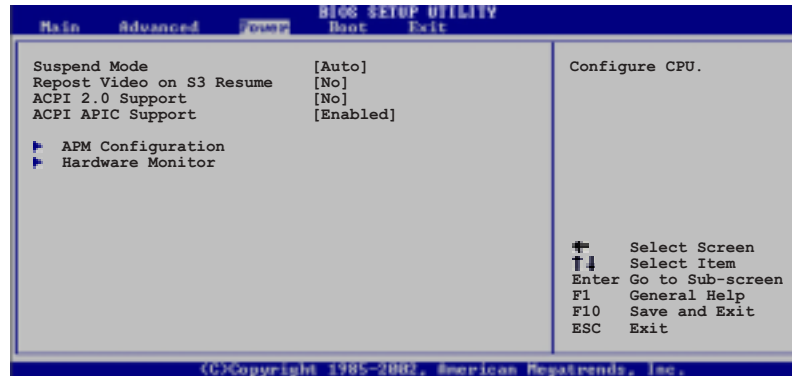 BIOS SETUP UTILITY
Main Advanced Power Boot Exit
Suspend Mode [Auto]
Repost Video on S3 Resume [No]
ACPI 2.0 Support [No]
ACPI APIC Support [Enabled]
APM Configuration
Hardware Monitor
Configure CPU.
Select Screen
Select Item
Enter Go to Sub-screen
F1 General Help
F10 Save and Exit
ESC Exit
(C)Copyright 1985-2002, American Megatrends, Inc.